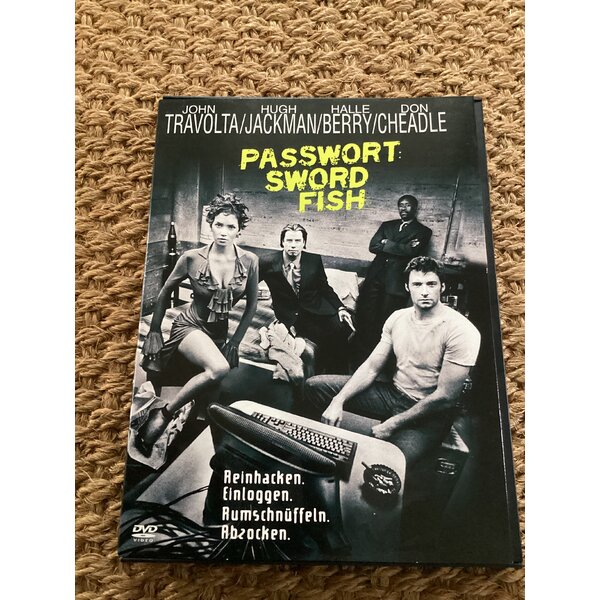 JOHN HUGH HALLE DON
TRAVOLTA/JACKMAN/BERRY/CHEADLE
PASSWORT:
SWORD
FISH
Reinhacken.
Einloggen.
Rumschnüffeln.
Abzocken.
DVD
VIDEO